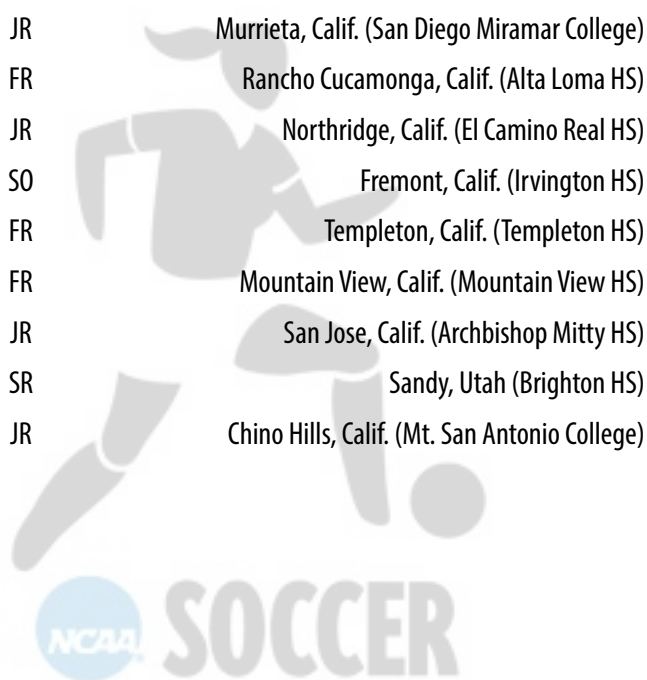 JR Murrieta, Calif. (San Diego Miramar College)
FR Rancho Cucamonga, Calif. (Alta Loma HS)
JR Northridge, Calif. (El Camino Real HS)
SO Fremont, Calif. (Irvington HS)
FR Templeton, Calif. (Templeton HS)
FR Mountain View, Calif. (Mountain View HS)
JR San Jose, Calif. (Archbishop Mitty HS)
SR Sandy, Utah (Brighton HS)
JR Chino Hills, Calif. (Mt. San Antonio College)
NCAA SOCCER